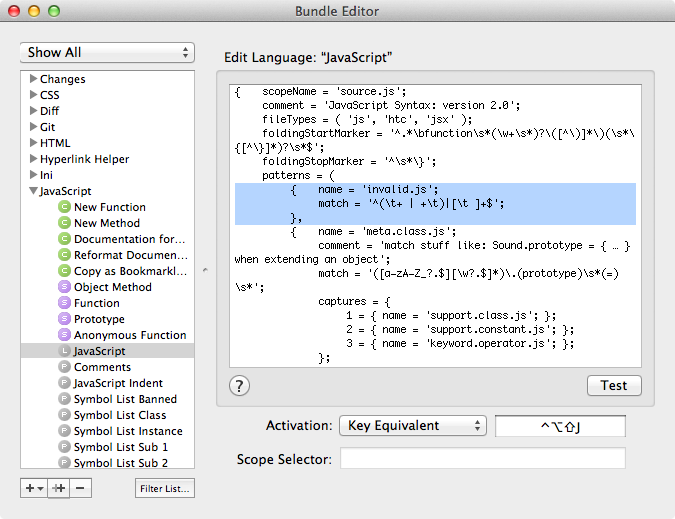 Bundle Editor
Show All
Changes
CSS
Diff
Git
HTML
Hyperlink Helper
Ini
JavaScript
C New Function
C New Method
C Documentation for...
C Reformat Documen...
C Copy as Bookmarkl...
S Object Method
S Function
S Prototype
S Anonymous Function
L JavaScript
P Comments
P JavaScript Indent
P Symbol List Banned
P Symbol List Class
P Symbol List Instance
P Symbol List Sub 1
P Symbol List Sub 2
Filter List...
Edit Language: “JavaScript”
{ scopeName = 'source.js';
comment = 'JavaScript Syntax: version 2.0';
fileTypes = ( 'js', 'htc', 'jsx' );
foldingStartMarker = '^.*\bfunction\s*(\w+\s*)?\([^\)]*\)(\s*\
{[^\}]*)?\s*$';
foldingStopMarker = '^\s*\}';
patterns = (
{ name = 'invalid.js';
match = '^(\t+ | +\t)|[\t ]+$';
},
{ name = 'meta.class.js';
comment = 'match stuff like: Sound.prototype = { … }
when extending an object';
match = '([a-zA-Z_?.$][\w?.$]*)\.(prototype)\s*(=)
\s*';
captures = {
1 = { name = 'support.class.js'; };
2 = { name = 'support.constant.js'; };
3 = { name = 'keyword.operator.js'; };
};
?
Test
Activation: Key Equivalent ^⌥⇧J
Scope Selector: